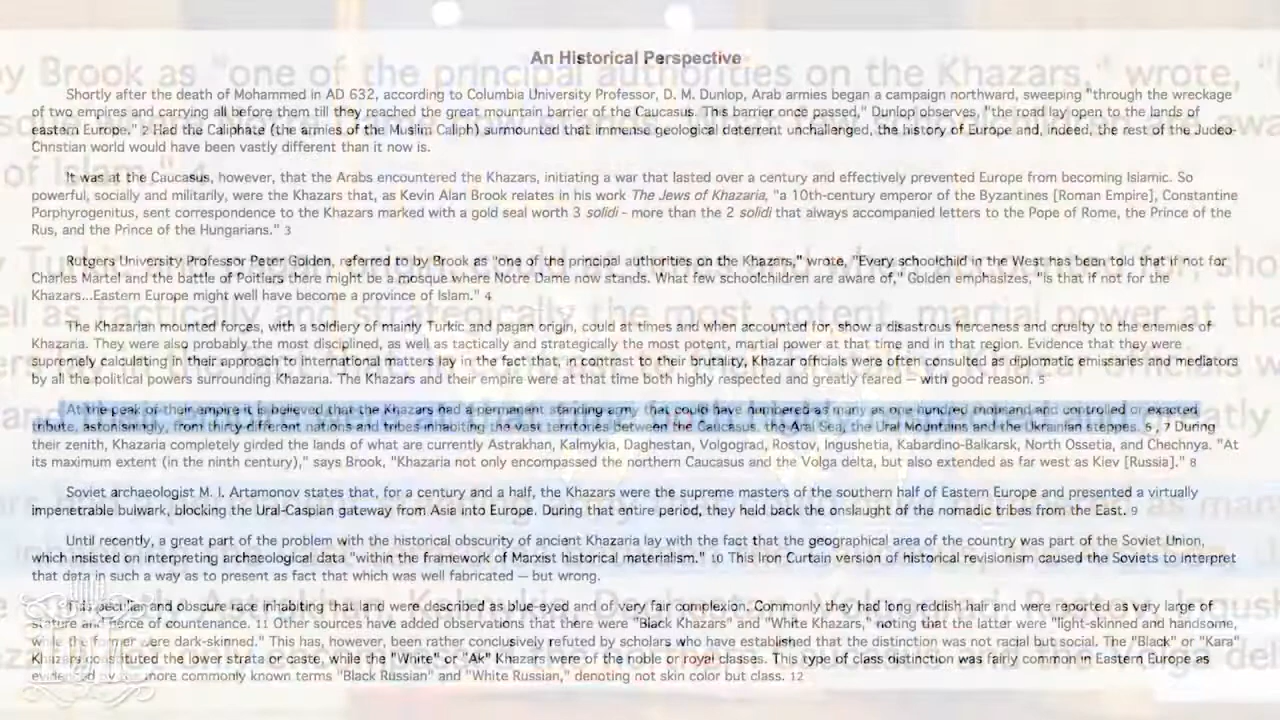 An Historical Perspective
Shortly after the death of Mohammed in AD 632, according to Columbia University Professor, D. M. Dunlop, Arab armies began a campaign northward, sweeping "through the wreckage
of two empires and carrying all before them till they reached the great mountain barrier of the Caucasus. This barrier once passed," Dunlop observes, "the road lay open to the lands of
eastern Europe." 2 Had the Caliphate (the armies of the Muslim Caliph) surmounted that immense geological deterrent unchallenged, the history of Europe and, indeed, the rest of the Judeo-
Christian world would have been vastly different than it now is.
It was at the Caucasus, however, that the Arabs encountered the Khazars, initiating a war that lasted over a century and effectively prevented Europe from becoming Islamic. So
powerful, socially and militarily, were the Khazars that, as Kevin Alan Brook relates in his work The Jews of Khazaria, "a 10th-century emperor of the Byzantines [Roman Empire], Constantine
Porphyrogenitus, sent correspondence to the Khazars marked with a gold seal worth 3 solidi - more than the 2 solidi that always accompanied letters to the Pope of Rome, the Prince of the
Rus, and the Prince of the Hungarians." 3
Rutgers University Professor Peter Golden, referred to by Brook as "one of the principal authorities on the Khazars," wrote, "Every schoolchild in the West has been told that if not for
Charles Martel and the battle of Poitiers there might be a mosque where Notre Dame now stands. What few schoolchildren are aware of," Golden emphasizes, "is that if not for the
Khazars...Eastern Europe might well have become a province of Islam." 4
The Khazarian mounted forces, with a soldiery of mainly Turkic and pagan origin, could at times and when accounted for, show a disastrous fierceness and cruelty to the enemies of
Khazaria. They were also probably the most disciplined, as well as tactically and strategically the most potent, martial power at that time and in that region. Evidence that they were
supremely calculating in their approach to international matters lay in the fact that, in contrast to their brutality, Khazar officials were often consulted as diplomatic emissaries and mediators
by all the political powers surrounding Khazaria. The Khazars and their empire were at that time both highly respected and greatly feared — with good reason. 5
At the peak of their empire it is believed that the Khazars had a permanent standing army that could have numbered as many as one hundred thousand and controlled or exacted
tribute, astonishingly, from thirty different nations and tribes inhabiting the vast territories between the Caucasus, the Aral Sea, the Ural Mountains and the Ukrainian steppes. 6 , 7 During
their zenith, Khazaria completely girded the lands of what are currently Astrakhan, Kalmykia, Daghestan, Volgograd, Rostov, Ingushetia, Kabardino-Balkarsk, North Ossetia, and Chechnya. "At
its maximum extent (in the ninth century)," says Brook, "Khazaria not only encompassed the northern Caucasus and the Volga delta, but also extended as far west as Kiev [Russia]." 8
Soviet archaeologist M. I. Artamonov states that, for a century and a half, the Khazars were the supreme masters of the southern half of Eastern Europe and presented a virtually
impenetrable bulwark, blocking the Ural-Caspian gateway from Asia into Europe. During that entire period, they held back the onslaught of the nomadic tribes from the East. 9
Until recently, a great part of the problem with the historical obscurity of ancient Khazaria lay with the fact that the geographical area of the country was part of the Soviet Union,
which insisted on interpreting archaeological data "within the framework of Marxist historical materialism." 10 This Iron Curtain version of historical revisionism caused the Soviets to interpret
that data in such a way as to present as fact that which was well fabricated — but wrong.
This peculiar and obscure race inhabiting that land were described as blue-eyed and of very fair complexion. Commonly they had long reddish hair and were reported as very large of
stature and fierce of countenance. 11 Other sources have added observations that there were "Black Khazars" and "White Khazars," noting that the latter were "light-skinned and handsome,
while the former were dark-skinned." This has, however, been rather conclusively refuted by scholars who have established that the distinction was not racial but social. The "Black" or "Kara"
Khazars constituted the lower strata or caste, while the "White" or "Ak" Khazars were of the noble or royal classes. This type of class distinction was fairly common in Eastern Europe as
evidenced by the more commonly known terms "Black Russian" and "White Russian," denoting not skin color but class. 12